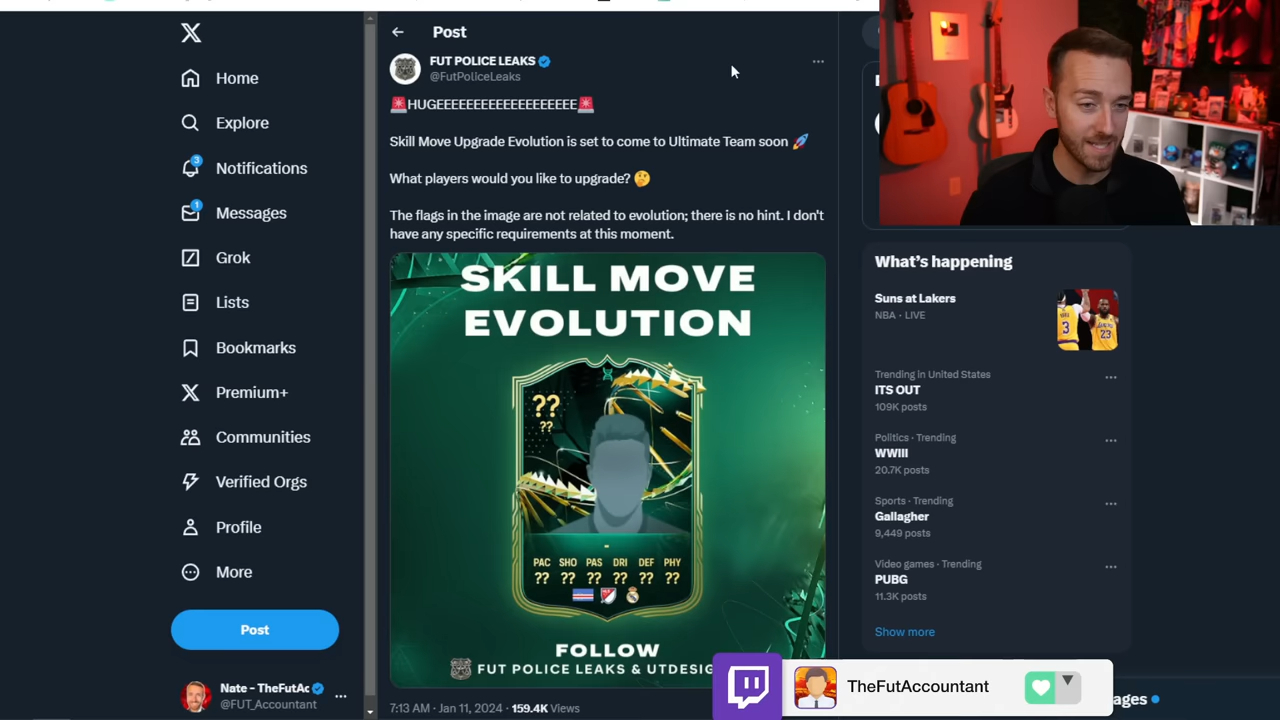 Home
Explore
3
Notifications
1
Messages
Grok
Lists
Bookmarks
Premium+
Communities
Verified Orgs
Profile
More
Post
Nate - TheFutAc
@FUT_Accountant
Post
FUT POLICE LEAKS
@FutPoliceLeaks
🚨HUGEEEEEEEEEEEEEEEEEEE🚨
Skill Move Upgrade Evolution is set to come to Ultimate Team soon 🚀
What players would you like to upgrade? 🤔
The flags in the image are not related to evolution; there is no hint. I don't
have any specific requirements at this moment.
SKILL MOVE
EVOLUTION
??
??
-
PAC SHO PAS DRI DEF PHY
?? ?? ?? ?? ?? ??
FOLLOW
FUT POLICE LEAKS & UTDESIG
7:13 AM · Jan 11, 2024 · 159.4K Views
What's happening
Suns at Lakers
NBA · LIVE
3
23
Trending in United States
ITS OUT
109K posts
Politics · Trending
WWIII
20.7K posts
Sports · Trending
Gallagher
9,449 posts
Video games · Trending
PUBG
11.3K posts
Show more
TheFutAccountant
ages